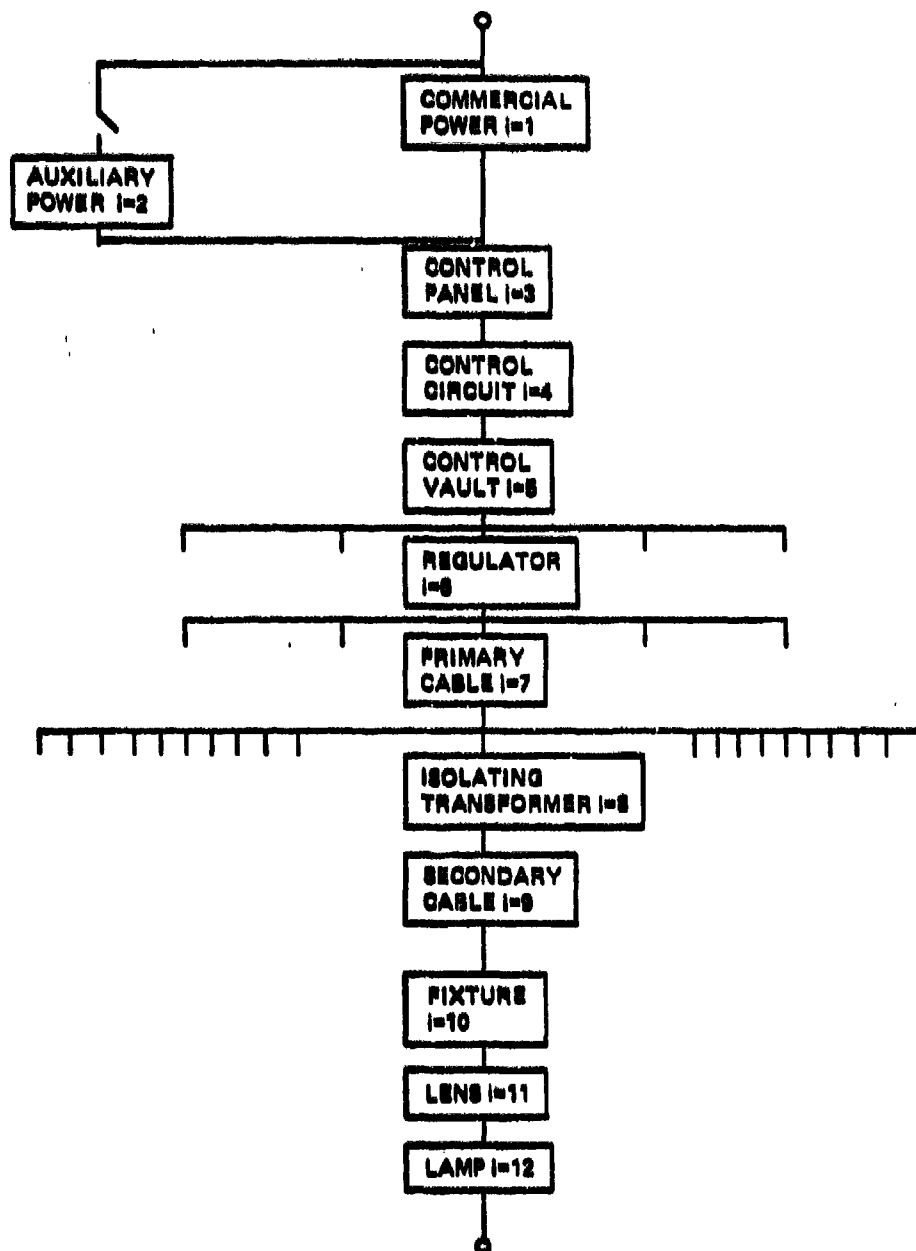 COMMERCIAL
POWER i=1
AUXILIARY
POWER i=2
CONTROL
PANEL i=3
CONTROL
CIRCUIT i=4
CONTROL
VAULT i=5
REGULATOR
i=6
PRIMARY
CABLE i=7
ISOLATING
TRANSFORMER i=8
SECONDARY
CABLE i=9
FIXTURE
i=10
LENS i=11
LAMP i=12